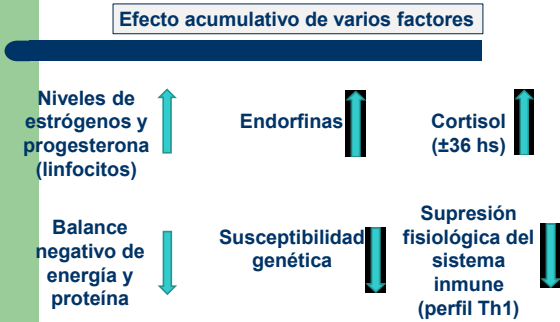 Efecto acumulativo de varios factores
Niveles de
estrógenos y
progesterona
(linfocitos)
Endorfinas
Cortisol
(±36 hs)
Balance
negativo de
energía y
proteína
Susceptibilidad
genética
Supresión
fisiológica del
sistema
inmune
(perfil Th1)